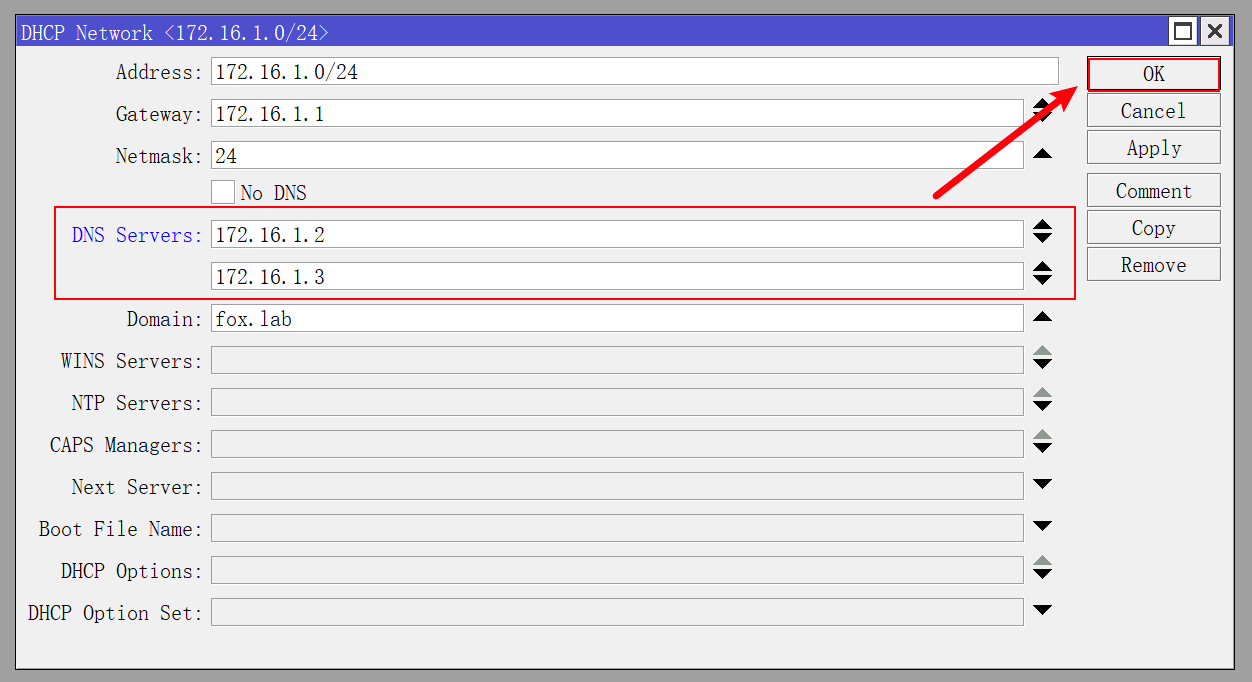 DHCP Network <172.16.1.0/24>
Address: 172.16.1.0/24
OK
Gateway: 172.16.1.1
Cancel
Netmask: 24
Apply
No DNS
Comment
DNS Servers: 172.16.1.2
Copy
172.16.1.3
Remove
Domain: fox.lab
WINS Servers:
NTP Servers:
CAPS Managers:
Next Server:
Boot File Name:
DHCP Options:
DHCP Option Set: